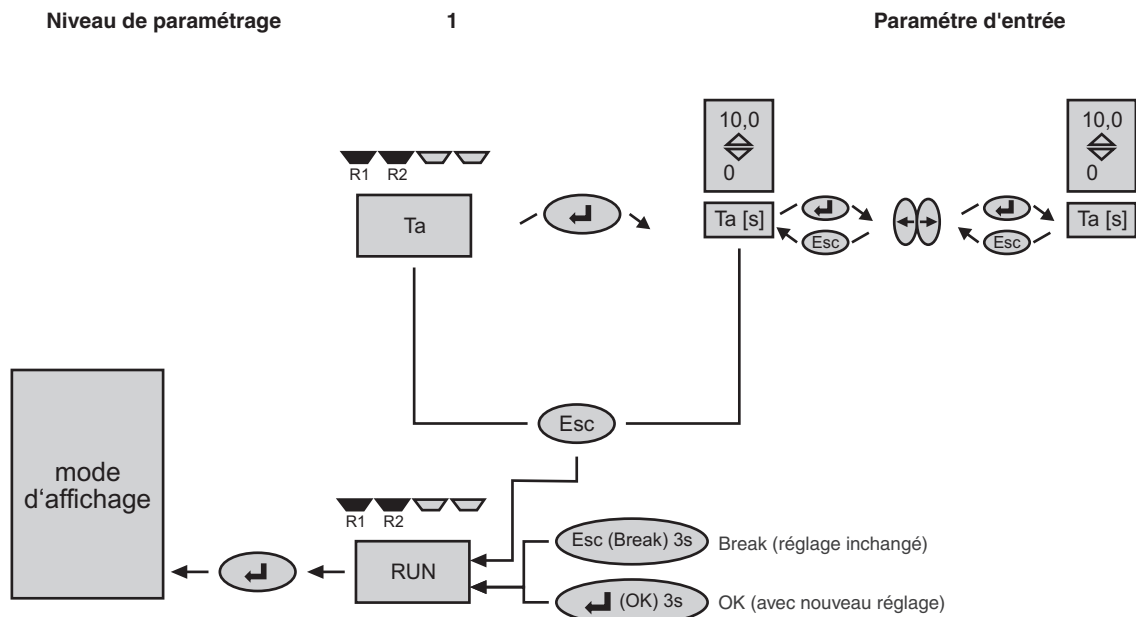 Niveau de paramétrage 1 Paramétre d'entrée
10,0
0
10,0
0
R1 R2
Ta
Ta [s]
Esc
Esc
Ta [s]
Esc
mode
d'affichage
R1 R2
RUN
Esc (Break) 3s Break (réglage inchangé)
(OK) 3s OK (avec nouveau réglage)